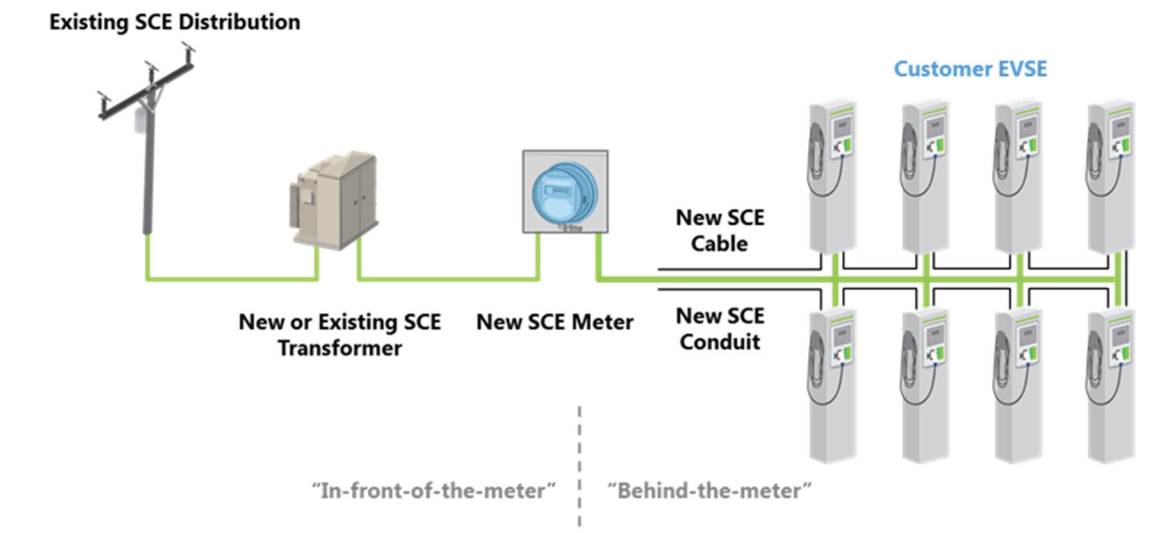 Existing SCE Distribution
Customer EVSE
New SCE
Cable
New or Existing SCE
Transformer
New SCE Meter
New SCE
Conduit
“In-front-of-the-meter”
“Behind-the-meter”